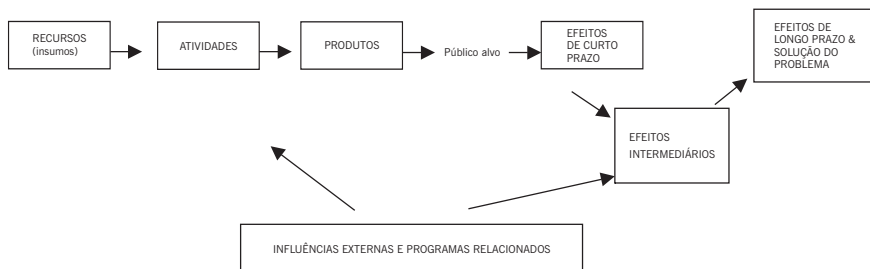 RECURSOS
(insumos)
ATIVIDADES
PRODUTOS
Público alvo
EFEITOS
DE CURTO
PRAZO
EFEITOS DE
LONGO PRAZO &
SOLUÇÃO DO
PROBLEMA
EFEITOS
INTERMEDIÁRIOS
INFLUÊNCIAS EXTERNAS E PROGRAMAS RELACIONADOS